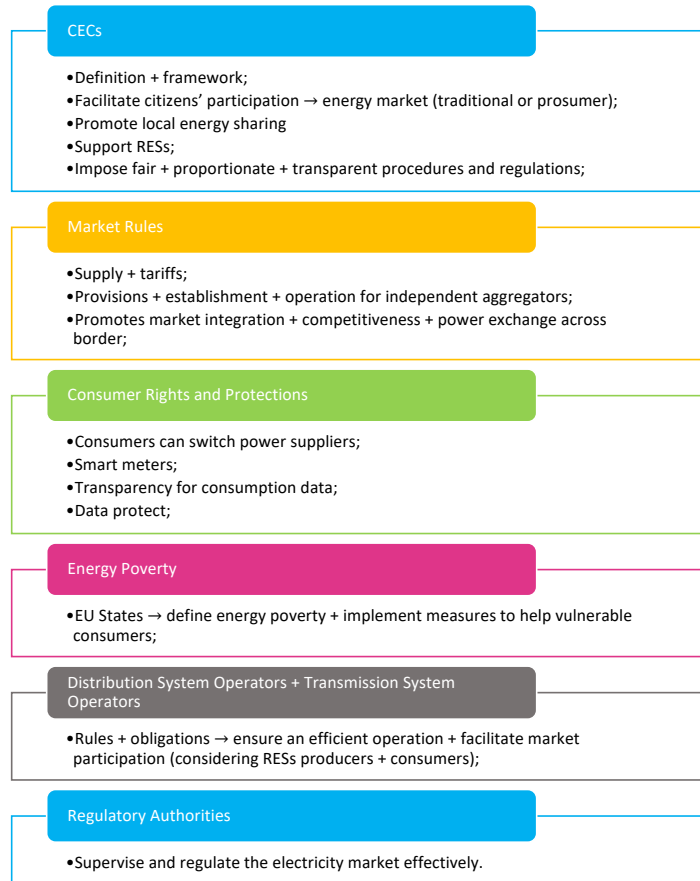 CECs
•Definition + framework;
•Facilitate citizens’ participation → energy market (traditional or prosumer);
•Promote local energy sharing
•Support RESs;
•Impose fair + proportionate + transparent procedures and regulations;
Market Rules
•Supply + tariffs;
•Provisions + establishment + operation for independent aggregators;
•Promotes market integration + competitiveness + power exchange across
border;
Consumer Rights and Protections
•Consumers can switch power suppliers;
•Smart meters;
•Transparency for consumption data;
•Data protect;
Energy Poverty
•EU States → define energy poverty + implement measures to help vulnerable
consumers;
Distribution System Operators + Transmission System
Operators
•Rules + obligations → ensure an efficient operation + facilitate market
participation (considering RESs producers + consumers);
Regulatory Authorities
•Supervise and regulate the electricity market effectively.